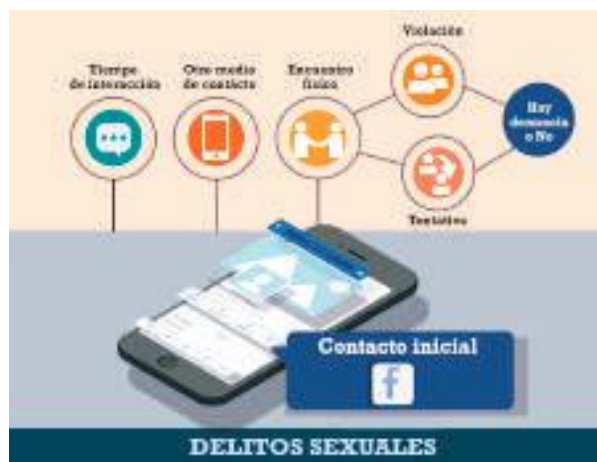 Violación
Tiempo
de interacción
Otro medio
de contacto
Encuentro
físico
Hay
denuncia
o No
Tentativa
Contacto inicial
f
DELITOS SEXUALES